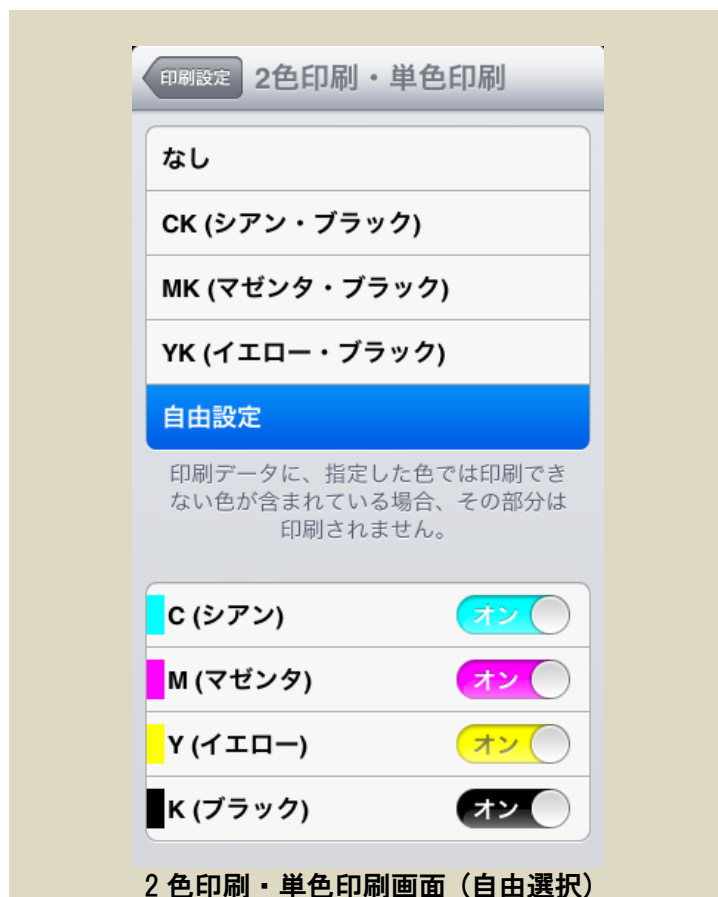 印刷設定 2色印刷・単色印刷
なし
CK (シアン・ブラック)
MK (マゼンタ・ブラック)
YK (イエロー・ブラック)
自由設定
印刷データに、指定した色では印刷でき
ない色が含まれている場合、その部分は
印刷されません。
C (シアン) オン
M (マゼンタ) オン
Y (イエロー) オン
K (ブラック) オン
2色印刷・単色印刷画面（自由選択）